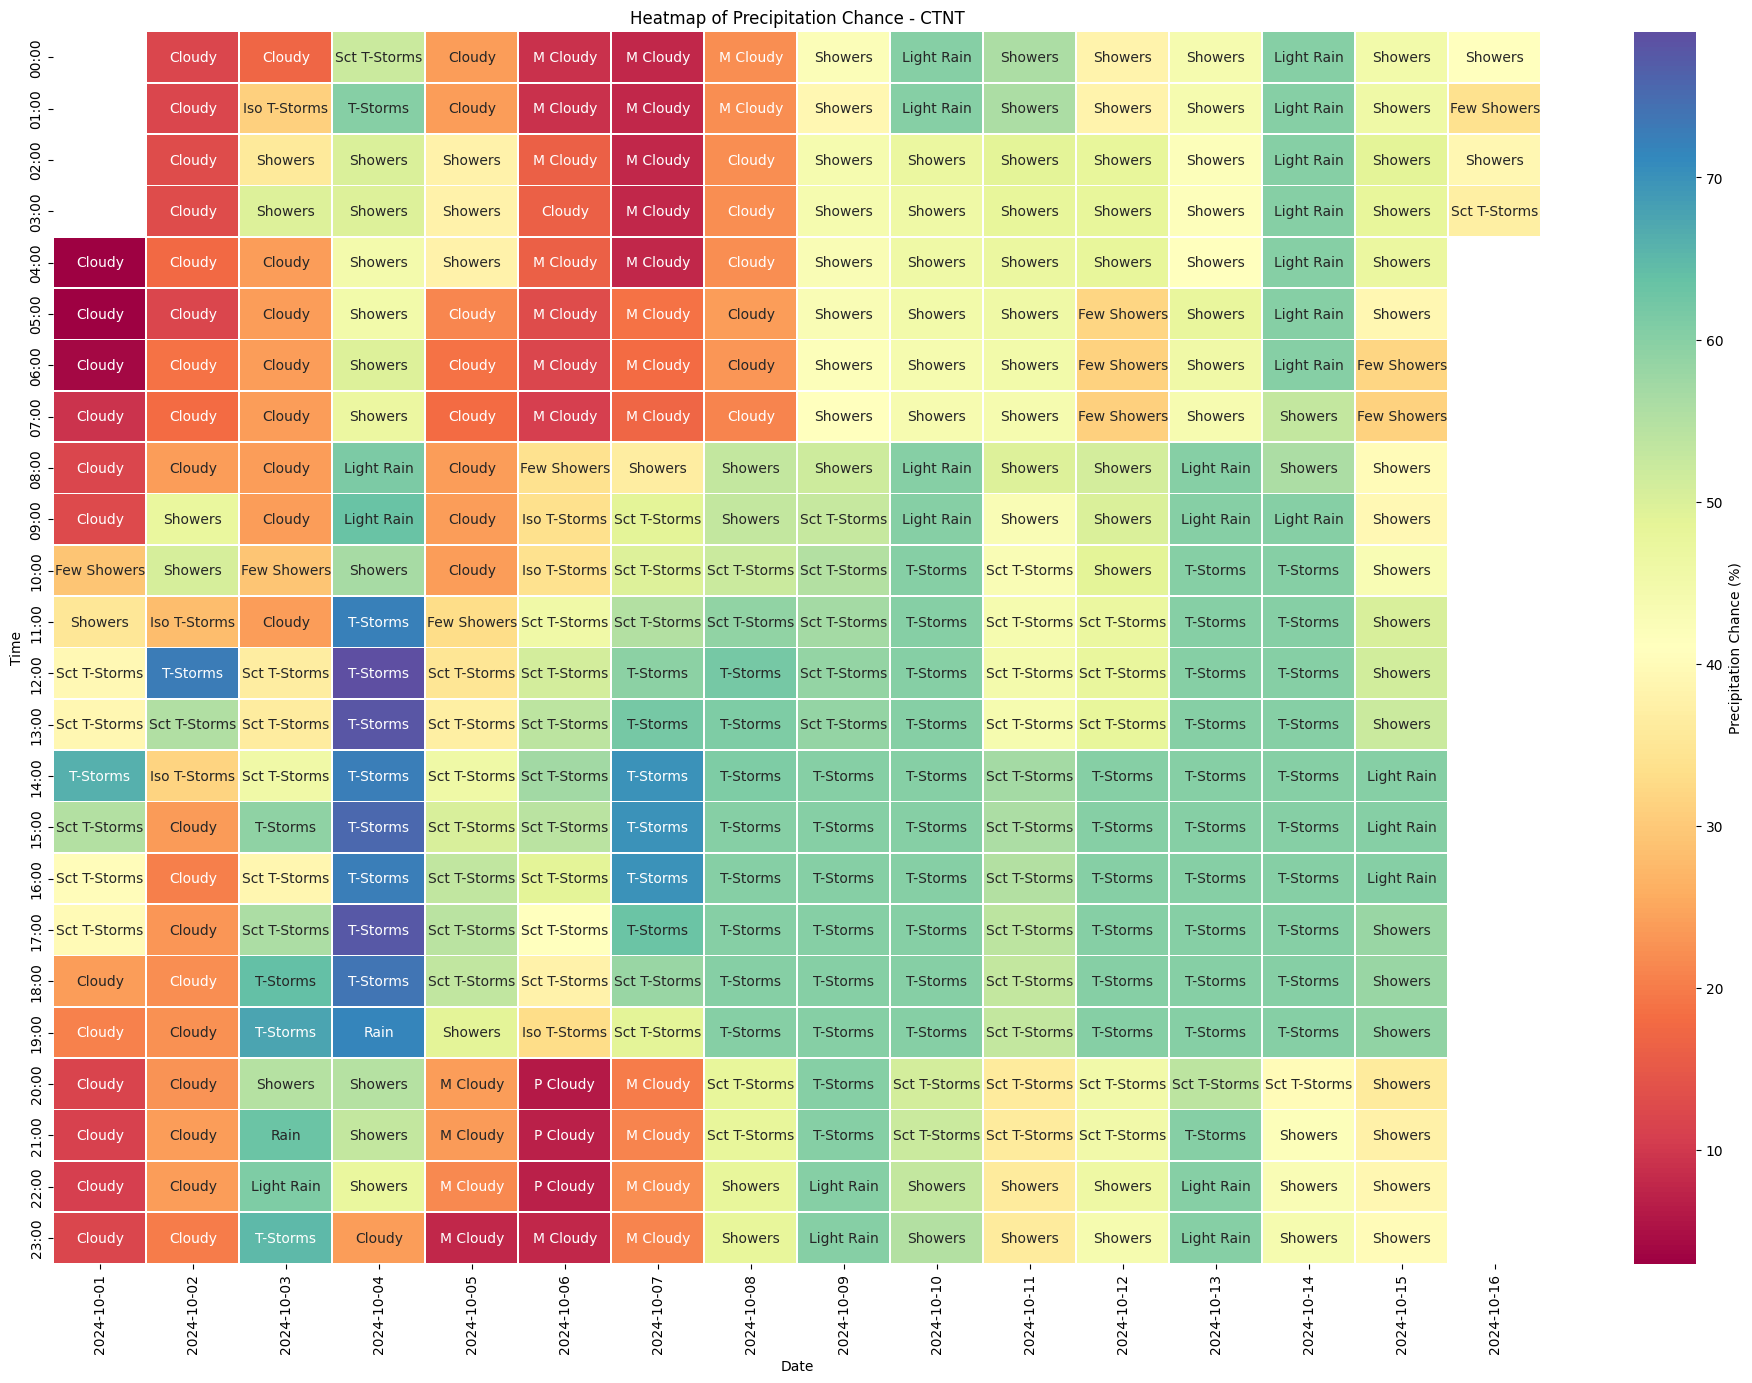 Heatmap of Precipitation Chance - CTNT
00:00 Cloudy Cloudy Sct T-Storms Cloudy M Cloudy M Cloudy M Cloudy Showers Light Rain Showers Showers Showers Light Rain Showers Showers
01:00 Cloudy Iso T-Storms T-Storms Cloudy M Cloudy M Cloudy M Cloudy Showers Light Rain Showers Showers Showers Light Rain Showers Few Showers
02:00 Cloudy Showers Showers Showers M Cloudy M Cloudy Cloudy Showers Showers Showers Showers Showers Light Rain Showers Showers
03:00 Cloudy Showers Showers Showers Cloudy M Cloudy Cloudy Showers Showers Showers Showers Showers Light Rain Showers Sct T-Storms
04:00 Cloudy Cloudy Cloudy Showers Showers M Cloudy M Cloudy Cloudy Showers Showers Showers Showers Showers Light Rain Showers
05:00 Cloudy Cloudy Cloudy Showers Cloudy M Cloudy M Cloudy Cloudy Showers Showers Showers Few Showers Showers Light Rain Showers
06:00 Cloudy Cloudy Cloudy Showers Cloudy M Cloudy M Cloudy Cloudy Showers Showers Showers Few Showers Showers Light Rain Few Showers
07:00 Cloudy Cloudy Cloudy Showers Cloudy M Cloudy M Cloudy Cloudy Showers Showers Showers Few Showers Showers Showers Few Showers
08:00 Cloudy Cloudy Cloudy Light Rain Cloudy Few Showers Showers Showers Showers Light Rain Showers Showers Light Rain Showers Showers
09:00 Cloudy Showers Cloudy Light Rain Cloudy Iso T-Storms Sct T-Storms Showers Sct T-Storms Light Rain Showers Showers Light Rain Light Rain Showers
10:00 Few Showers Showers Few Showers Showers Cloudy Iso T-Storms Sct T-Storms Sct T-Storms Sct T-Storms T-Storms Sct T-Storms Showers T-Storms T-Storms Showers
11:00 Showers Iso T-Storms Cloudy T-Storms Few Showers Sct T-Storms Sct T-Storms Sct T-Storms Sct T-Storms T-Storms Sct T-Storms Sct T-Storms T-Storms T-Storms Showers
12:00 Sct T-Storms T-Storms Sct T-Storms T-Storms Sct T-Storms Sct T-Storms T-Storms T-Storms Sct T-Storms T-Storms Sct T-Storms Sct T-Storms T-Storms T-Storms Showers
13:00 Sct T-Storms Sct T-Storms Sct T-Storms T-Storms Sct T-Storms Sct T-Storms T-Storms T-Storms Sct T-Storms T-Storms Sct T-Storms Sct T-Storms T-Storms T-Storms Showers
14:00 T-Storms Iso T-Storms Sct T-Storms T-Storms Sct T-Storms Sct T-Storms T-Storms T-Storms T-Storms T-Storms Sct T-Storms T-Storms T-Storms T-Storms Light Rain
15:00 Sct T-Storms Cloudy T-Storms T-Storms Sct T-Storms Sct T-Storms T-Storms T-Storms T-Storms T-Storms Sct T-Storms T-Storms T-Storms T-Storms Light Rain
16:00 Sct T-Storms Cloudy Sct T-Storms T-Storms Sct T-Storms Sct T-Storms T-Storms T-Storms T-Storms T-Storms Sct T-Storms T-Storms T-Storms T-Storms Light Rain
17:00 Sct T-Storms Cloudy Sct T-Storms T-Storms Sct T-Storms Sct T-Storms T-Storms T-Storms T-Storms T-Storms Sct T-Storms T-Storms T-Storms T-Storms Showers
18:00 Cloudy Cloudy T-Storms T-Storms Sct T-Storms Sct T-Storms Sct T-Storms T-Storms T-Storms T-Storms Sct T-Storms T-Storms T-Storms T-Storms Showers
19:00 Cloudy Cloudy T-Storms Rain Showers Iso T-Storms Sct T-Storms T-Storms T-Storms T-Storms Sct T-Storms T-Storms T-Storms T-Storms Showers
20:00 Cloudy Cloudy Showers Showers M Cloudy P Cloudy M Cloudy Sct T-Storms T-Storms Sct T-Storms Sct T-Storms Sct T-Storms Sct T-Storms Sct T-Storms Showers
21:00 Cloudy Cloudy Rain Showers M Cloudy P Cloudy M Cloudy Sct T-Storms T-Storms Sct T-Storms Sct T-Storms Sct T-Storms T-Storms Showers Showers
22:00 Cloudy Cloudy Light Rain Showers M Cloudy P Cloudy M Cloudy Showers Light Rain Showers Showers Showers Light Rain Showers Showers
23:00 Cloudy Cloudy T-Storms Cloudy M Cloudy M Cloudy M Cloudy Showers Light Rain Showers Showers Showers Light Rain Showers Showers
2024-10-01 2024-10-02 2024-10-03 2024-10-04 2024-10-05 2024-10-06 2024-10-07 2024-10-08 2024-10-09 2024-10-10 2024-10-11 2024-10-12 2024-10-13 2024-10-14 2024-10-15 2024-10-16
Date
Time
70
60
50
40
30
20
10
Precipitation Chance (%)